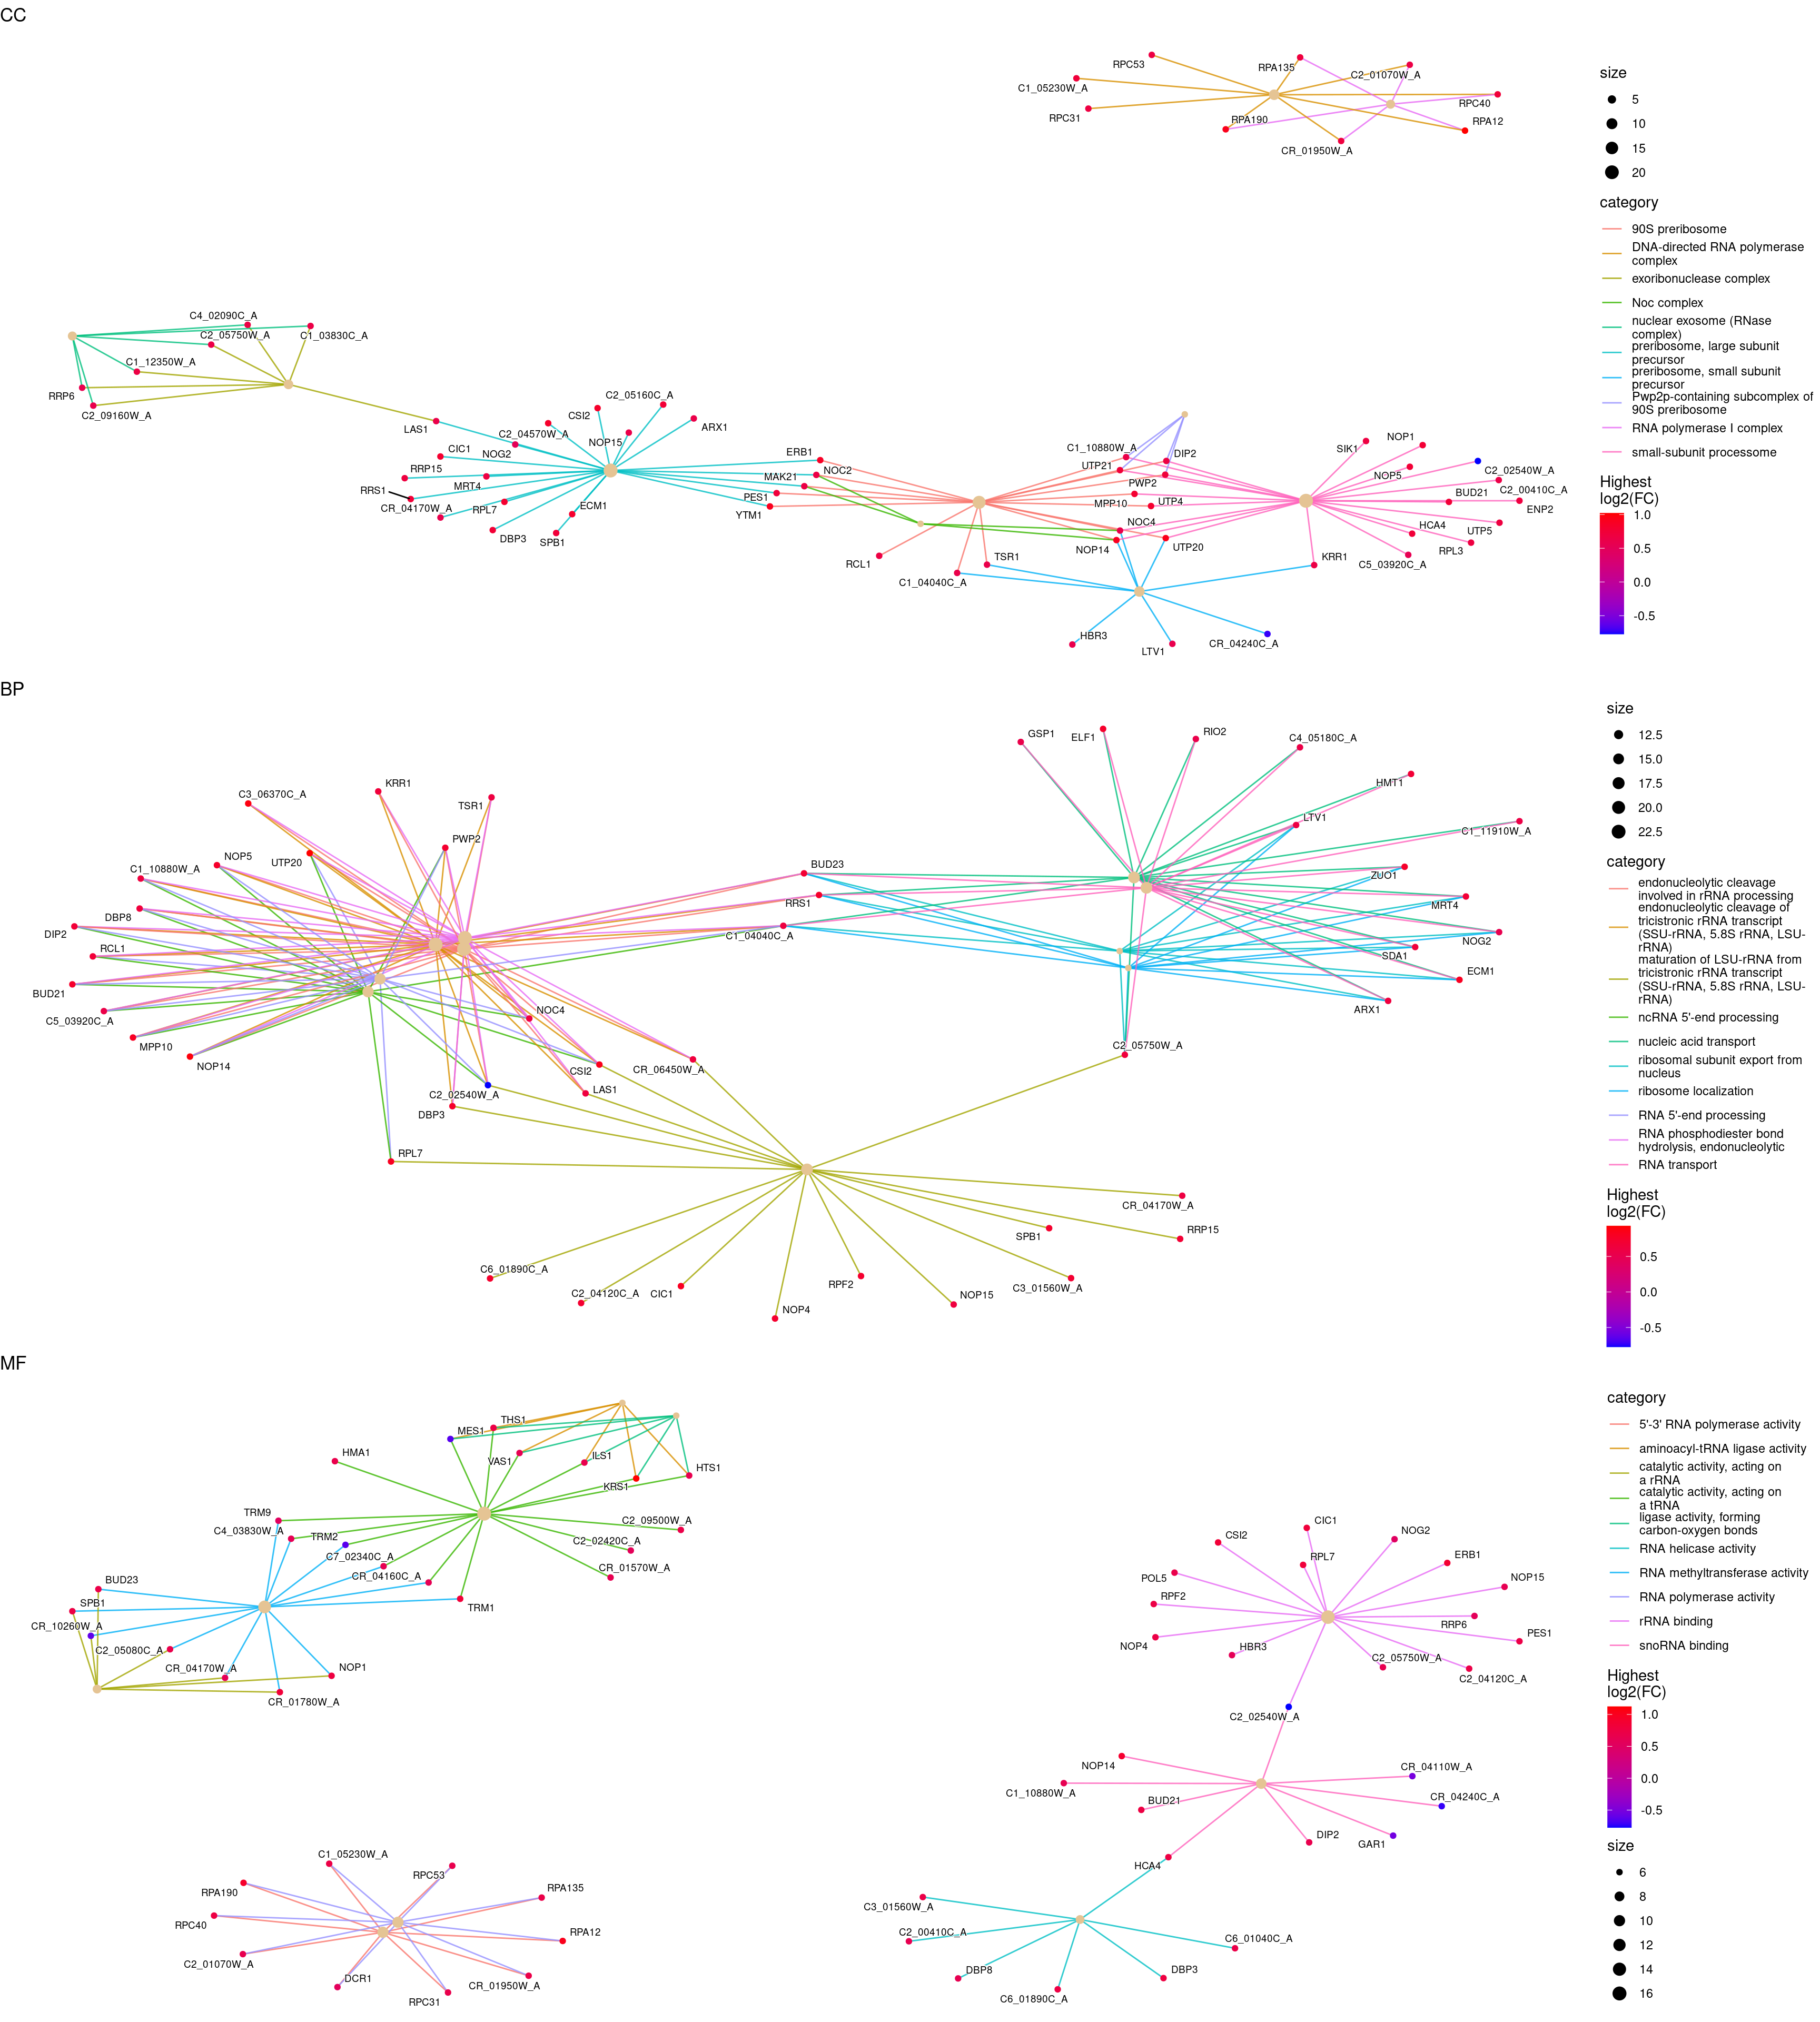 CC
RPC53
RPA135
C2_01070W_A
C1_05230W_A
RPC40
RPC31
RPA190
RPA12
CR_01950W_A
C4_02090C_A
C2_05750W_A
C1_03830C_A
C1_12350W_A
RRP6
C2_09160W_A
LAS1
C2_05160C_A
CSI2
ARX1
C2_04570W_A
NOP15
CIC1
NOG2
RRP15
MRT4
RRS1
CR_04170W_A
RPL7
ECM1
DBP3
SPB1
ERB1
MAK21
NOC2
PES1
YTM1
C1_10880W_A
DIP2
UTP21
PWP2
MPP10
UTP4
NOC4
NOP14
UTP20
RCL1
TSR1
C1_04040C_A
SIK1
NOP1
NOP5
C2_02540W_A
BUD21
C2_00410C_A
ENP2
HCA4
UTP5
RPL3
KRR1
C5_03920C_A
HBR3
LTV1
CR_04240C_A
size
5
10
15
20
category
90S preribosome
DNA-directed RNA polymerase
complex
exoribonuclease complex
Noc complex
nuclear exosome (RNase
complex)
preribosome, large subunit
precursor
preribosome, small subunit
precursor
Pwp2p-containing subcomplex of
90S preribosome
RNA polymerase I complex
small-subunit processome
Highest
log2(FC)
1.0
0.5
0.0
-0.5
BP
GSP1
ELF1
RIO2
C4_05180C_A
HMT1
LTV1
C1_11910W_A
ZUO1
MRT4
NOG2
SDA1
ECM1
ARX1
C2_05750W_A
C3_06370C_A
KRR1
TSR1
PWP2
NOP5
UTP20
C1_10880W_A
DBP8
DIP2
RCL1
BUD21
C5_03920C_A
MPP10
NOP14
BUD23
RRS1
C1_04040C_A
NOC4
CSI2
CR_06450W_A
C2_02540W_A
LAS1
DBP3
RPL7
CR_04170W_A
SPB1
RRP15
C6_01890C_A
C2_04120C_A
CIC1
RPF2
C3_01560W_A
NOP15
NOP4
size
12.5
15.0
17.5
20.0
22.5
category
endonucleolytic cleavage
involved in rRNA processing
endonucleolytic cleavage of
tricistronic rRNA transcript
(SSU-rRNA, 5.8S rRNA, LSU-
rRNA)
maturation of LSU-rRNA from
tricistronic rRNA transcript
(SSU-rRNA, 5.8S rRNA, LSU-
rRNA)
ncRNA 5'-end processing
nucleic acid transport
ribosomal subunit export from
nucleus
ribosome localization
RNA 5'-end processing
RNA phosphodiester bond
hydrolysis, endonucleolytic
RNA transport
Highest
log2(FC)
0.5
0.0
-0.5
MF
THS1
MES1
HMA1
VAS1
ILS1
KRS1
HTS1
TRM9
C4_03830W_A
TRM2
C7_02340C_A
CR_04160C_A
C2_09500W_A
C2_02420C_A
CR_01570W_A
TRM1
BUD23
SPB1
CR_10260W_A
C2_05080C_A
CR_04170W_A
NOP1
CR_01780W_A
CSI2
CIC1
NOG2
RPL7
ERB1
POL5
NOP15
RPF2
RRP6
PES1
NOP4
HBR3
C2_05750W_A
C2_04120C_A
C2_02540W_A
NOP14
CR_04110W_A
C1_10880W_A
BUD21
CR_04240C_A
DIP2
GAR1
HCA4
C3_01560W_A
C2_00410C_A
C6_01040C_A
DBP8
DBP3
C6_01890C_A
C1_05230W_A
RPC53
RPA190
RPA135
RPC40
RPA12
C2_01070W_A
DCR1
CR_01950W_A
RPC31
category
5'-3' RNA polymerase activity
aminoacyl-tRNA ligase activity
catalytic activity, acting on
a rRNA
catalytic activity, acting on
a tRNA
ligase activity, forming
carbon-oxygen bonds
RNA helicase activity
RNA methyltransferase activity
RNA polymerase activity
rRNA binding
snoRNA binding
Highest
log2(FC)
1.0
0.5
0.0
-0.5
size
6
8
10
12
14
16